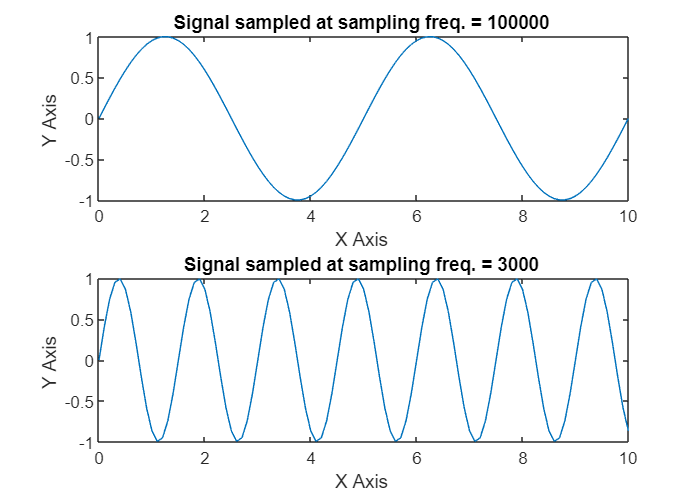 Signal sampled at sampling freq. = 100000
1
0.5
0
-0.5
-1
Y Axis
0 2 4 6 8 10
X Axis
Signal sampled at sampling freq. = 3000
1
0.5
0
-0.5
-1
Y Axis
0 2 4 6 8 10
X Axis